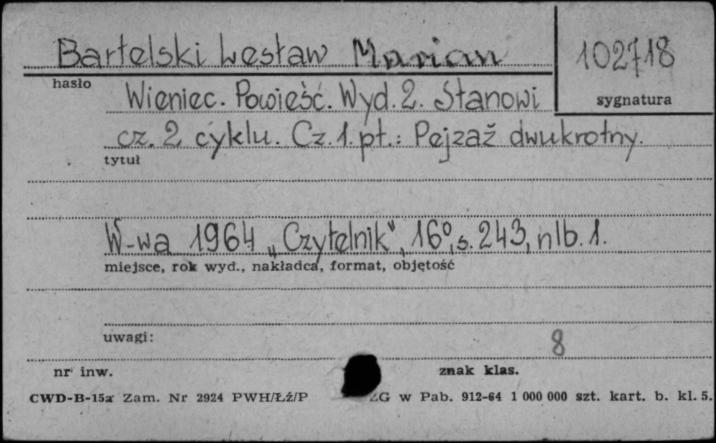 Bartelski Lesław Marian
102718
hasło
sygnatura
Wieniec. Powieść. Wyd. 2. Stanowi
cz. 2 cyklu. Cz. 1. pt.: Pejzaż dwukrotny.
tytuł
W-wa 1964 „Czytelnik", 16°, s. 243, nlb. 1.
miejsce, rok wyd., nakładca, format, objętość
uwagi:
8
nr inw.
znak klas.
CWD-B-15a Zam. Nr 2924 PWH/Łź/P ZG w Pab. 912-64 1 000 000 szt. kart. b. kl. 5.